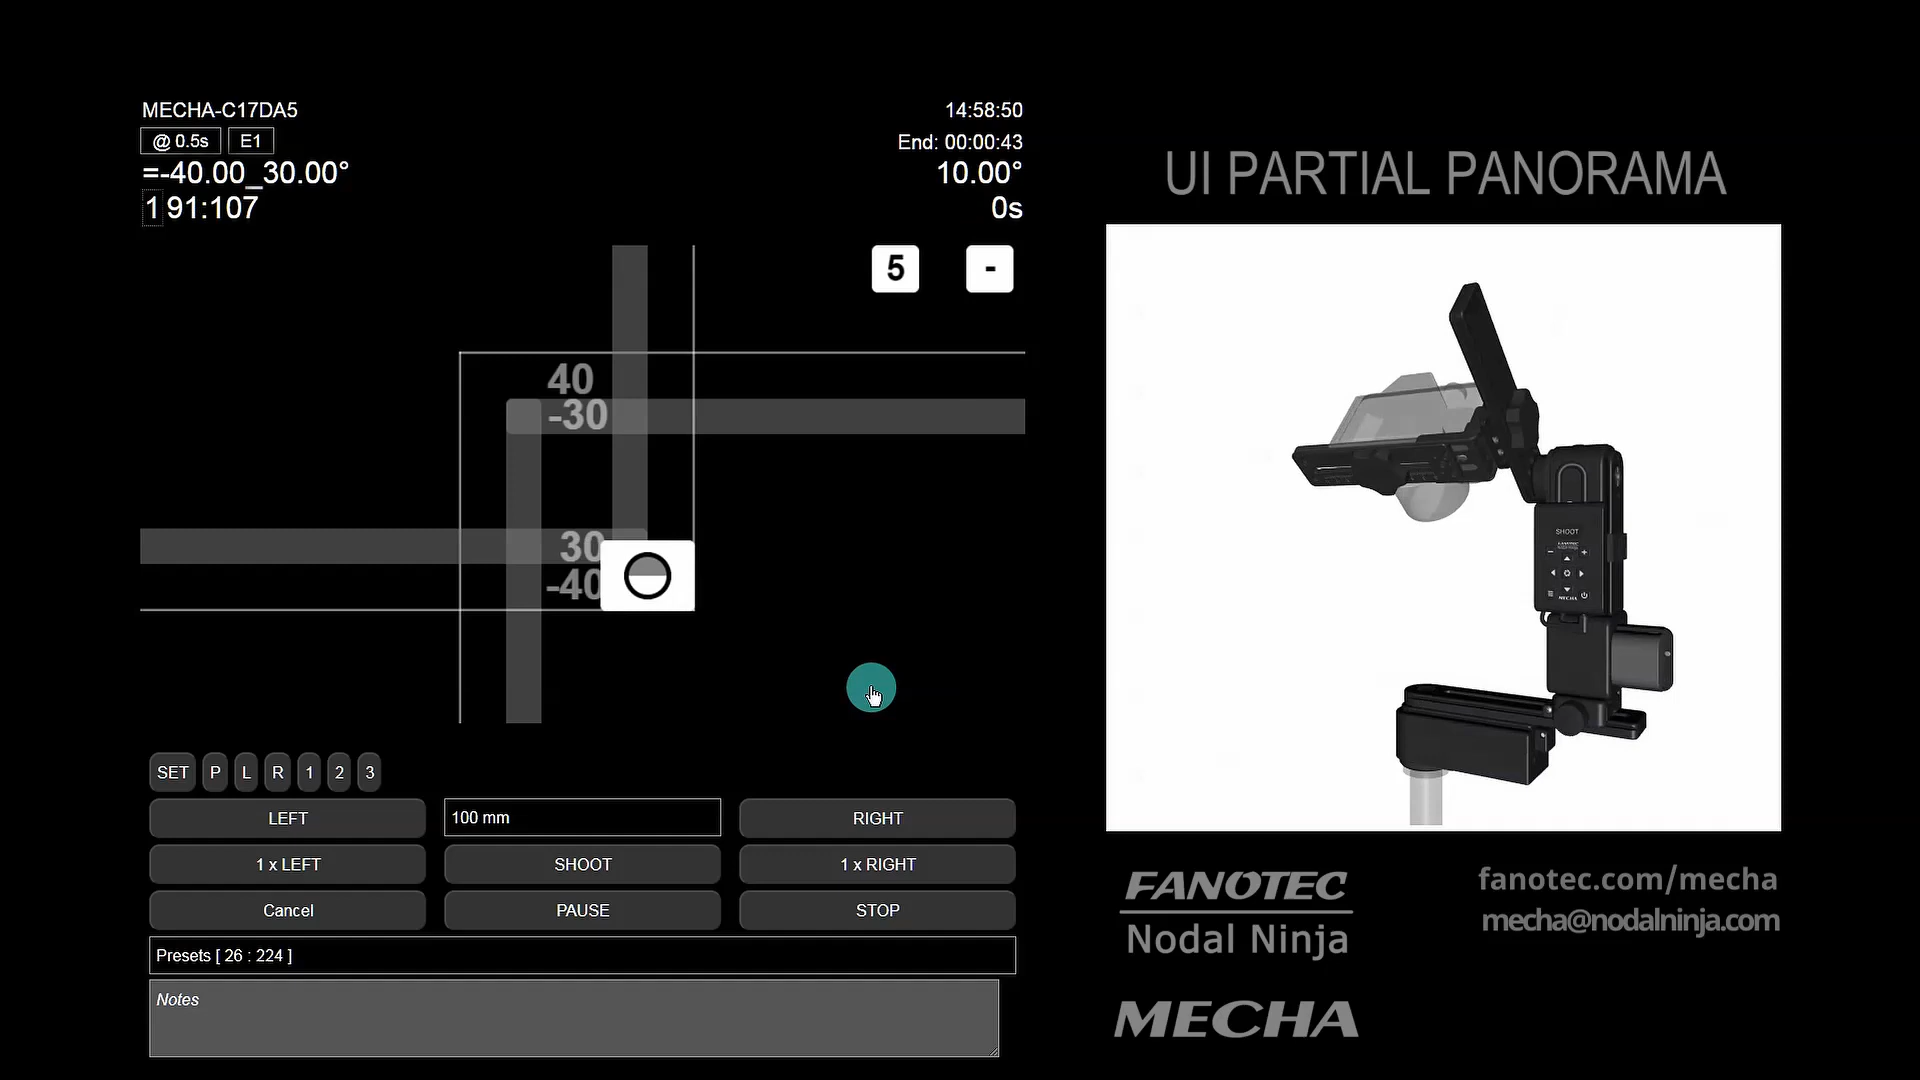 MECHA-C17DA5
14:58:50
@ 0.5s
E1
End: 00:00:43
=-40.00_30.00°
10.00°
1 91:107
0s
5
-
40
-30
30
-40
SET
P
L
R
1
2
3
LEFT
100 mm
RIGHT
1 x LEFT
SHOOT
1 x RIGHT
Cancel
PAUSE
STOP
Presets [ 26 : 224 ]
Notes
UI PARTIAL PANORAMA
SHOOT
MECHA
FANOTEC
Nodal Ninja
fanotec.com/mecha
mecha@nodalninja.com
MECHA